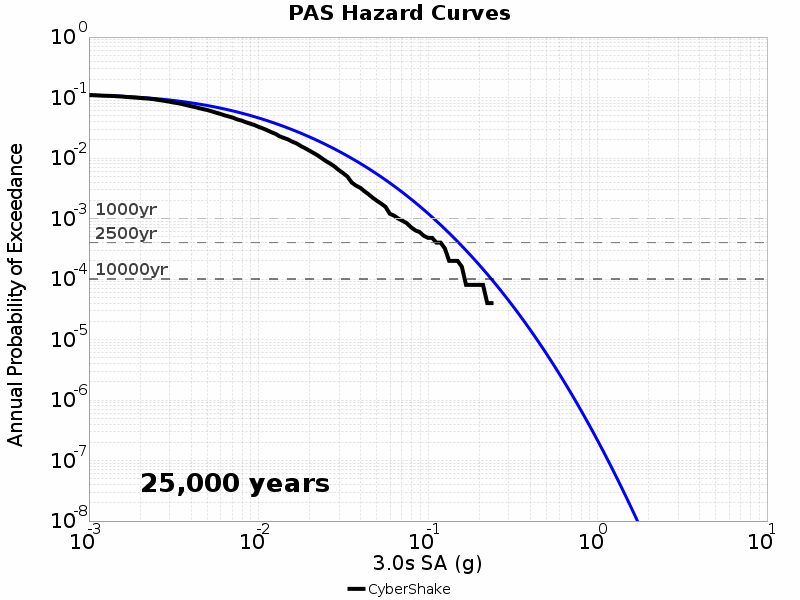 PAS Hazard Curves
Annual Probability of Exceedance
10^0
10^-1
10^-2
10^-3
10^-4
10^-5
10^-6
10^-7
10^-8
1000yr
2500yr
10000yr
25,000 years
10^-3 10^-2 10^-1 10^0 10^1
3.0s SA (g)
CyberShake